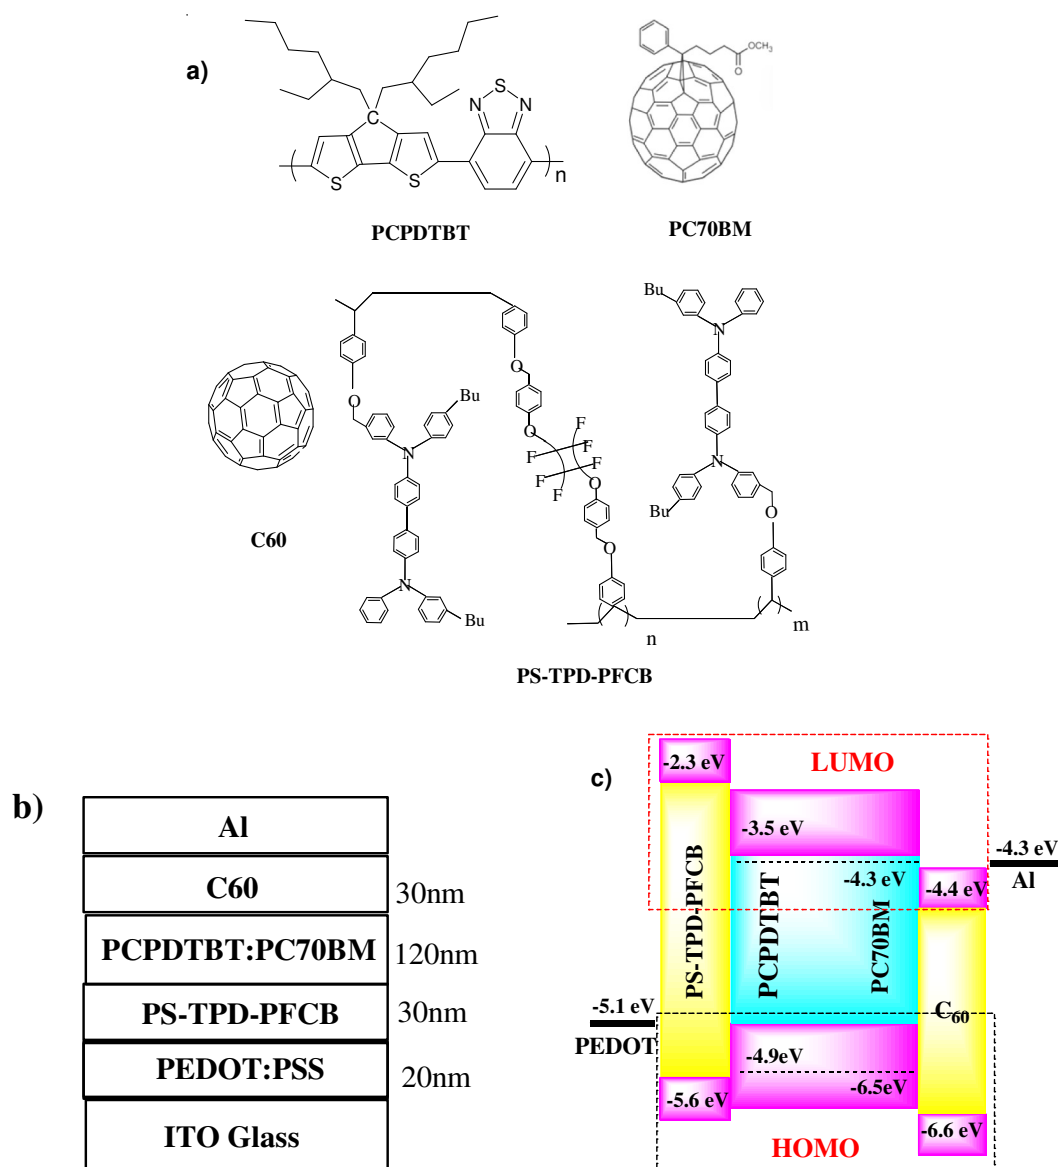 a)
C
S
S
N
S
N
n
PCPDTBT
OCH₃
O
PC70BM
C60
O
Bu
N
N
Bu
O
O
F
F
F
F
F
F
O
O
Bu
N
N
Bu
O
n
m
PS-TPD-PFCB
b)
Al
C60
30nm
PCPDTBT:PC70BM
120nm
PS-TPD-PFCB
30nm
PEDOT:PSS
20nm
ITO Glass
c)
LUMO
-2.3 eV
-3.5 eV
-4.3 eV
-4.4 eV
-4.3 eV
Al
PS-TPD-PFCB
PCPDTBT
PC70BM
C₆₀
-5.1 eV
PEDOT
-4.9eV
-6.5eV
-5.6 eV
-6.6 eV
HOMO